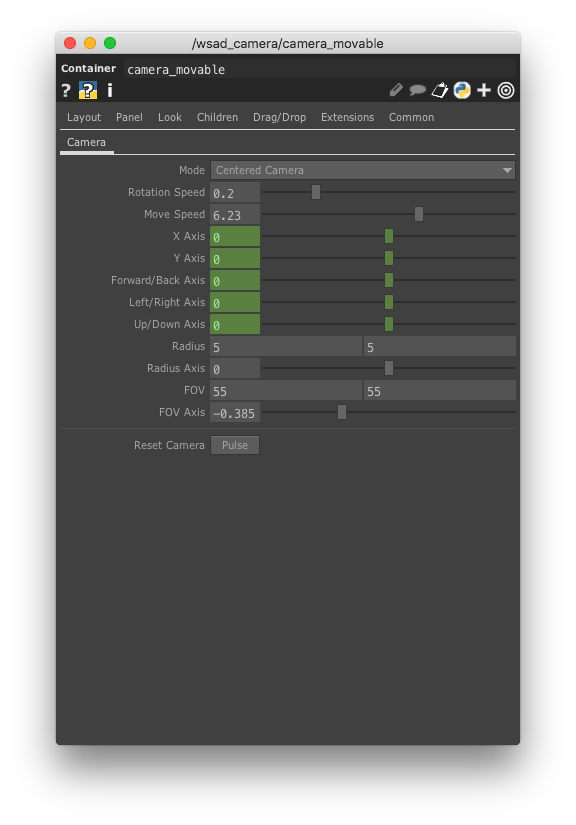 /wsad_camera/camera_movable
Container camera_movable
? ? i
Layout Panel Look Children Drag/Drop Extensions Common
Camera
Mode Centered Camera
Rotation Speed 0.2
Move Speed 6.23
X Axis 0
Y Axis 0
Forward/Back Axis 0
Left/Right Axis 0
Up/Down Axis 0
Radius 5 5
Radius Axis 0
FOV 55 55
FOV Axis -0.385
Reset Camera Pulse